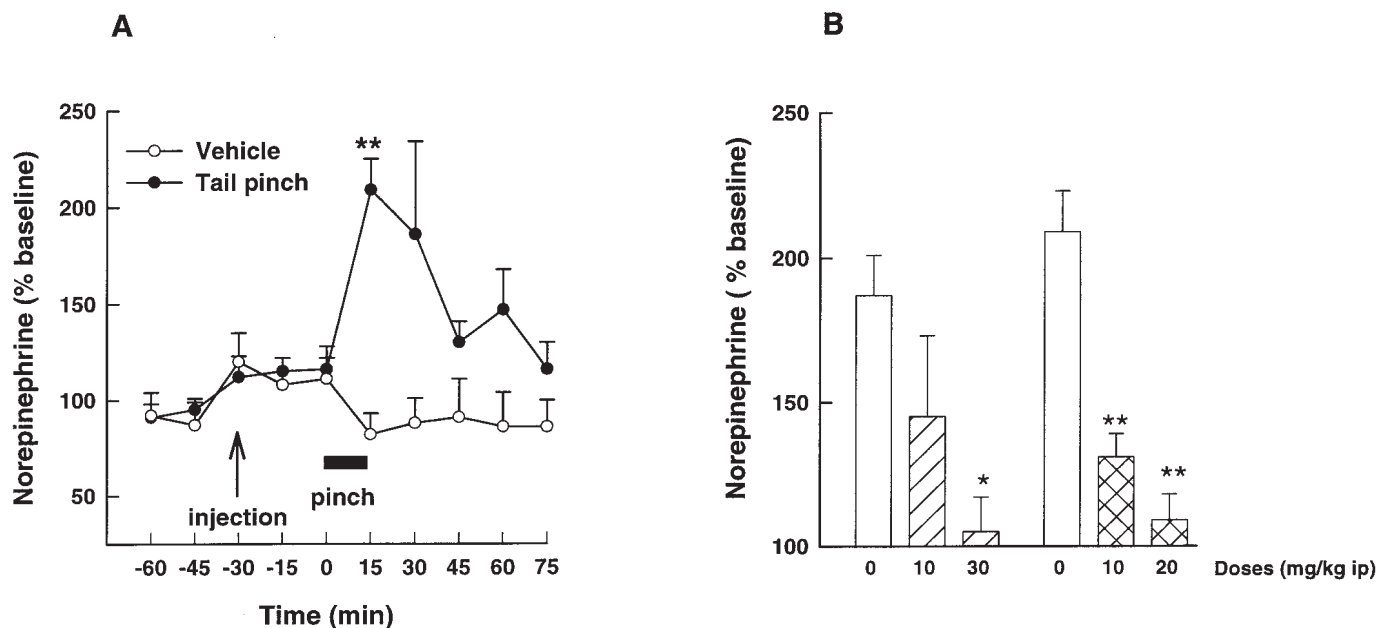 A
Norepinephrine (% baseline)
250
200
150
100
50
Vehicle
Tail pinch
**
injection
pinch
-60 -45 -30 -15 0 15 30 45 60 75
Time (min)
B
Norepinephrine ( % baseline)
250
200
150
100
*
**
**
0 10 30 0 10 20 Doses (mg/kg ip)